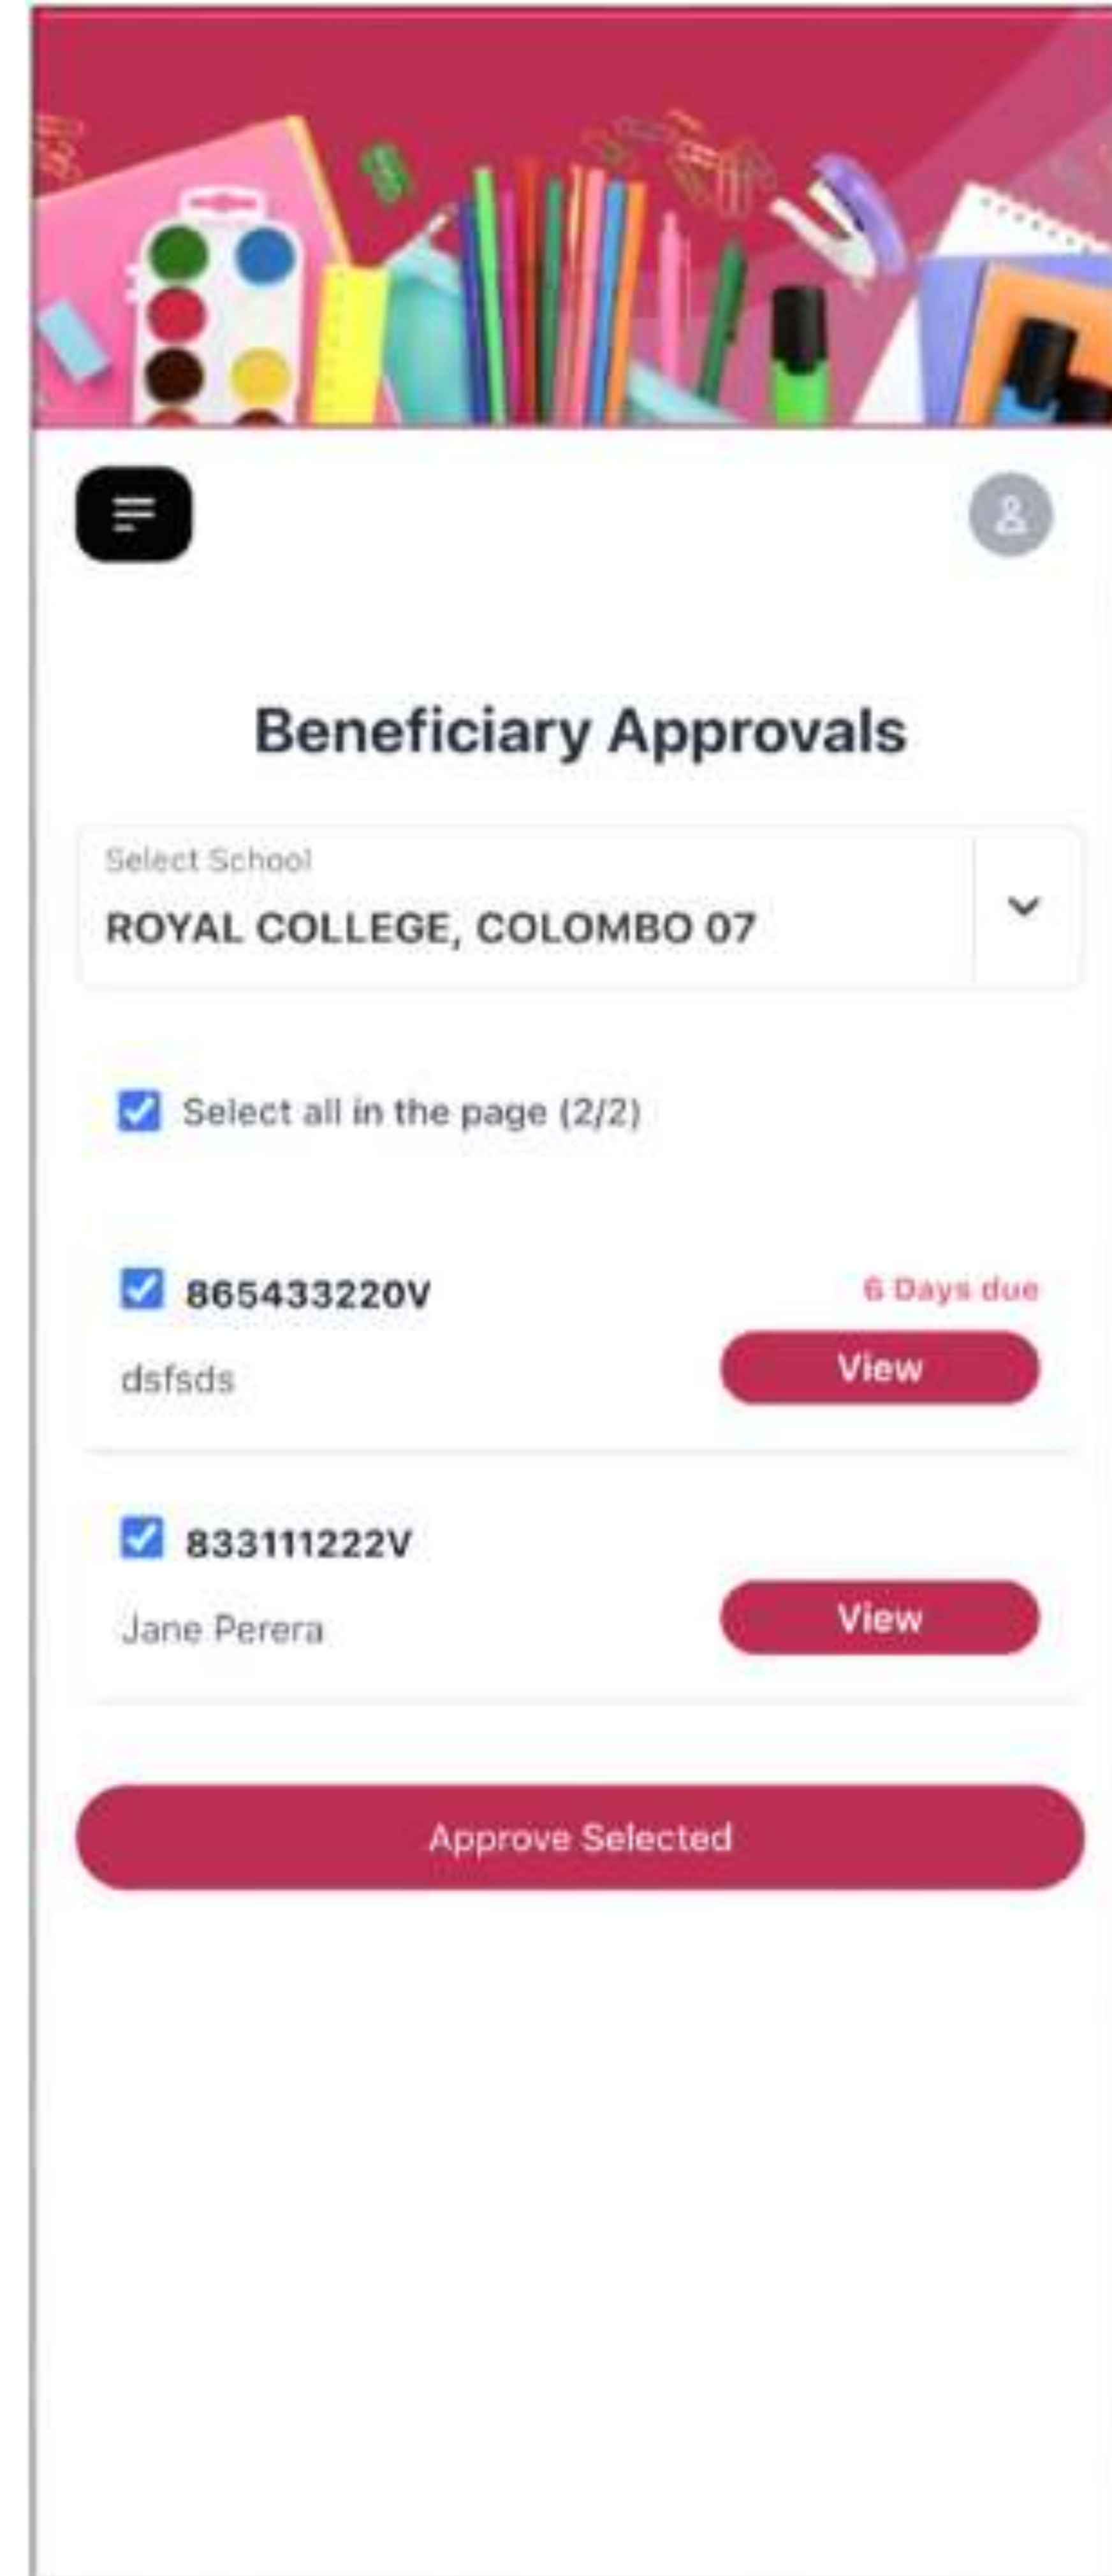 Beneficiary Approvals
Select School
ROYAL COLLEGE, COLOMBO 07
Select all in the page (2/2)
865433220V
6 Days due
dsfsds
View
833111222V
Jane Perera
View
Approve Selected